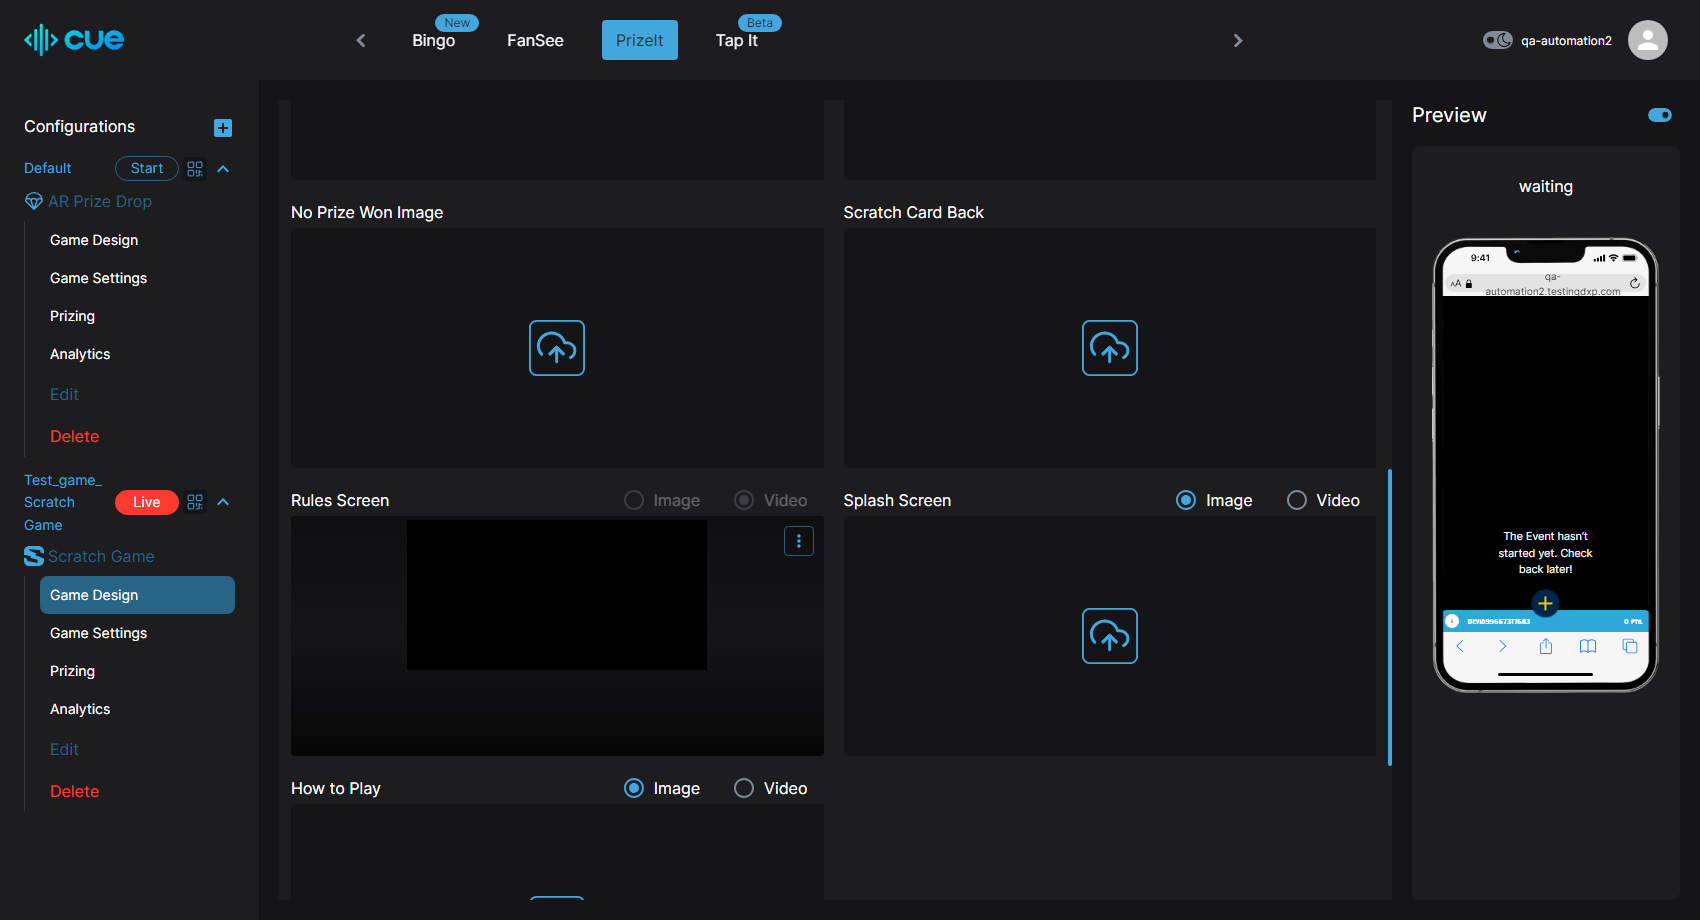 cue
New
Bingo
FanSee
PrizeIt
Beta
Tap It
qa-automation2
Configurations
Default
Start
AR Prize Drop
Game Design
Game Settings
Prizing
Analytics
Edit
Delete
Test_game_
Scratch
Game
Live
Scratch Game
Game Design
Game Settings
Prizing
Analytics
Edit
Delete
No Prize Won Image
Scratch Card Back
Rules Screen
Image
Video
Splash Screen
Image
Video
How to Play
Image
Video
Preview
waiting
9:41
AA
qa-
automation2.testingdxp.com
The Event hasn't
started yet. Check
back later!
0 PTS.